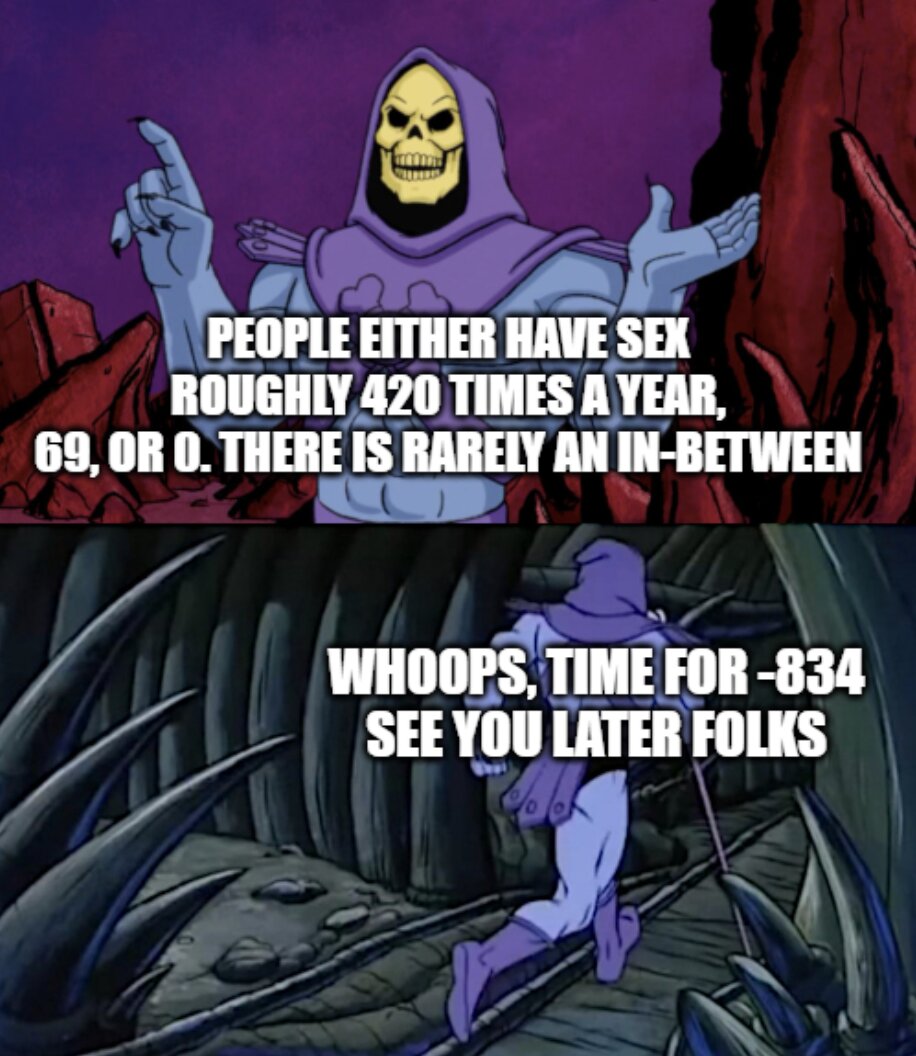 PEOPLE EITHER HAVE SEX
ROUGHLY 420 TIMES A YEAR,
69, OR 0. THERE IS RARELY AN IN-BETWEEN
WHOOPS, TIME FOR -834
SEE YOU LATER FOLKS